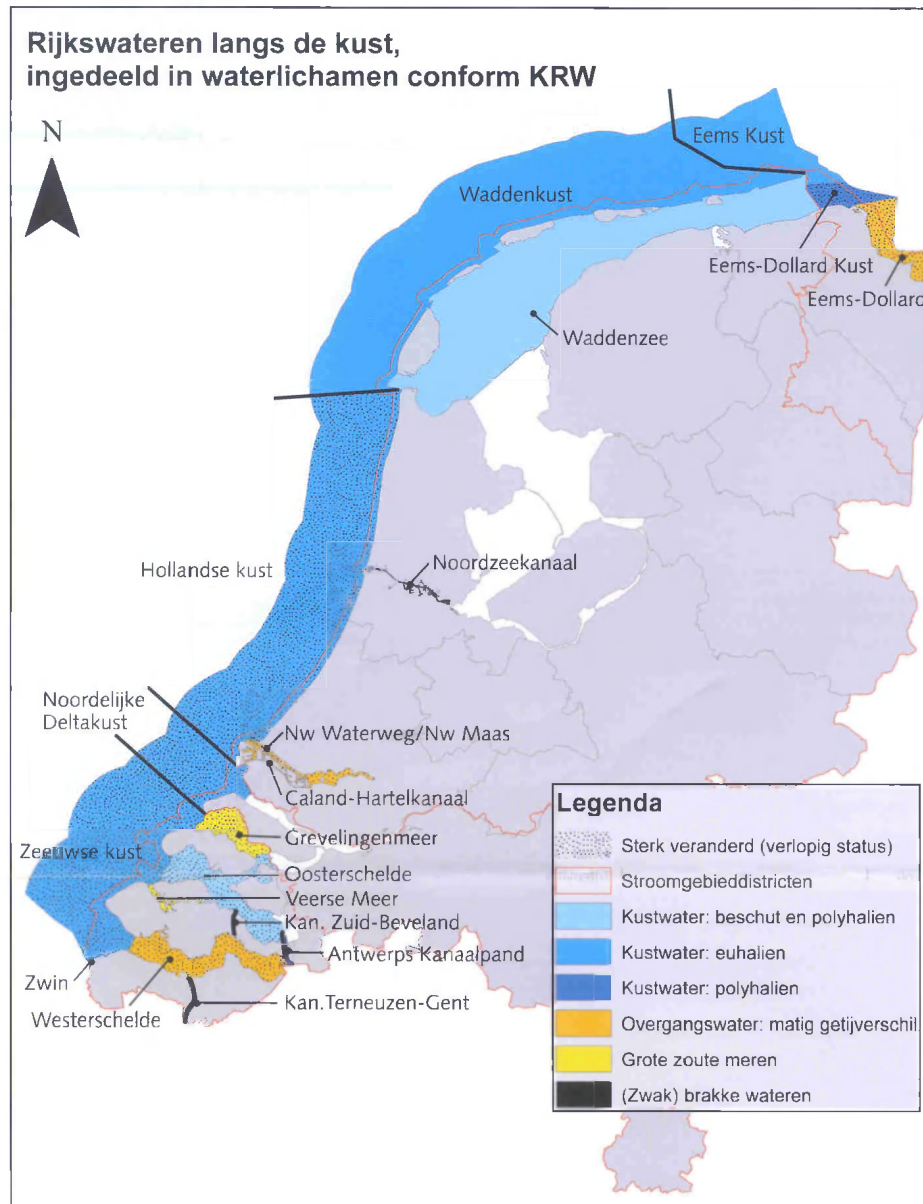 Rijkswateren langs de kust,
ingedeeld in waterlichamen conform KRW
N
Eems Kust
Waddenkust
Eems-Dollard Kust
Eems-Dollard
Waddenzee
Hollandse kust
Noordzeekanaal
Noordelijke
Deltakust
Nw Waterweg/Nw Maas
Caland-Hartelkanaal
Grevelingenmeer
Zeeuwse kust
Oosterschelde
Veerse Meer
Kan. Zuid-Beveland
Antwerps Kanaalpand
Zwin
Westerschelde
Kan.Terneuzen-Gent
Legenda
Sterk veranderd (verlopig status)
Stroomgebieddistricten
Kustwater: beschut en polyhalien
Kustwater: euhalien
Kustwater: polyhalien
Overgangswater: matig getijverschil
Grote zoute meren
(Zwak) brakke wateren